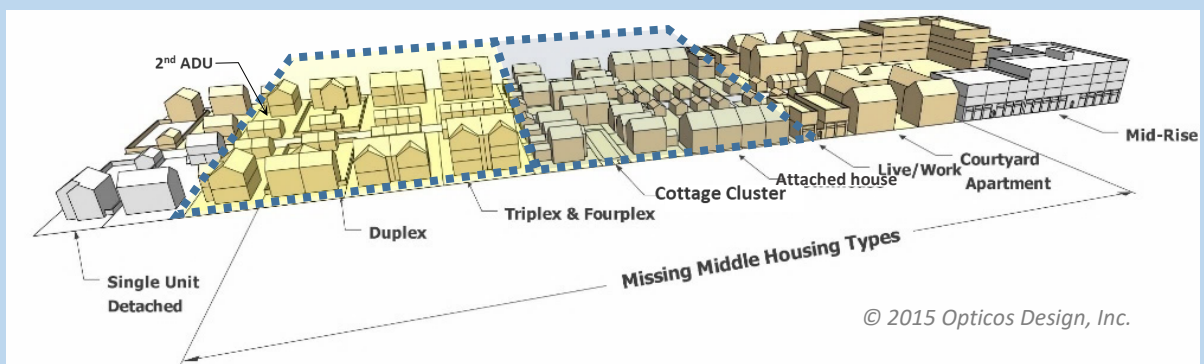 2nd ADU
Single Unit
Detached
Duplex
Triplex & Fourplex
Cottage Cluster
Attached house
Live/Work
Courtyard
Apartment
Mid-Rise
Missing Middle Housing Types
© 2015 Opticos Design, Inc.